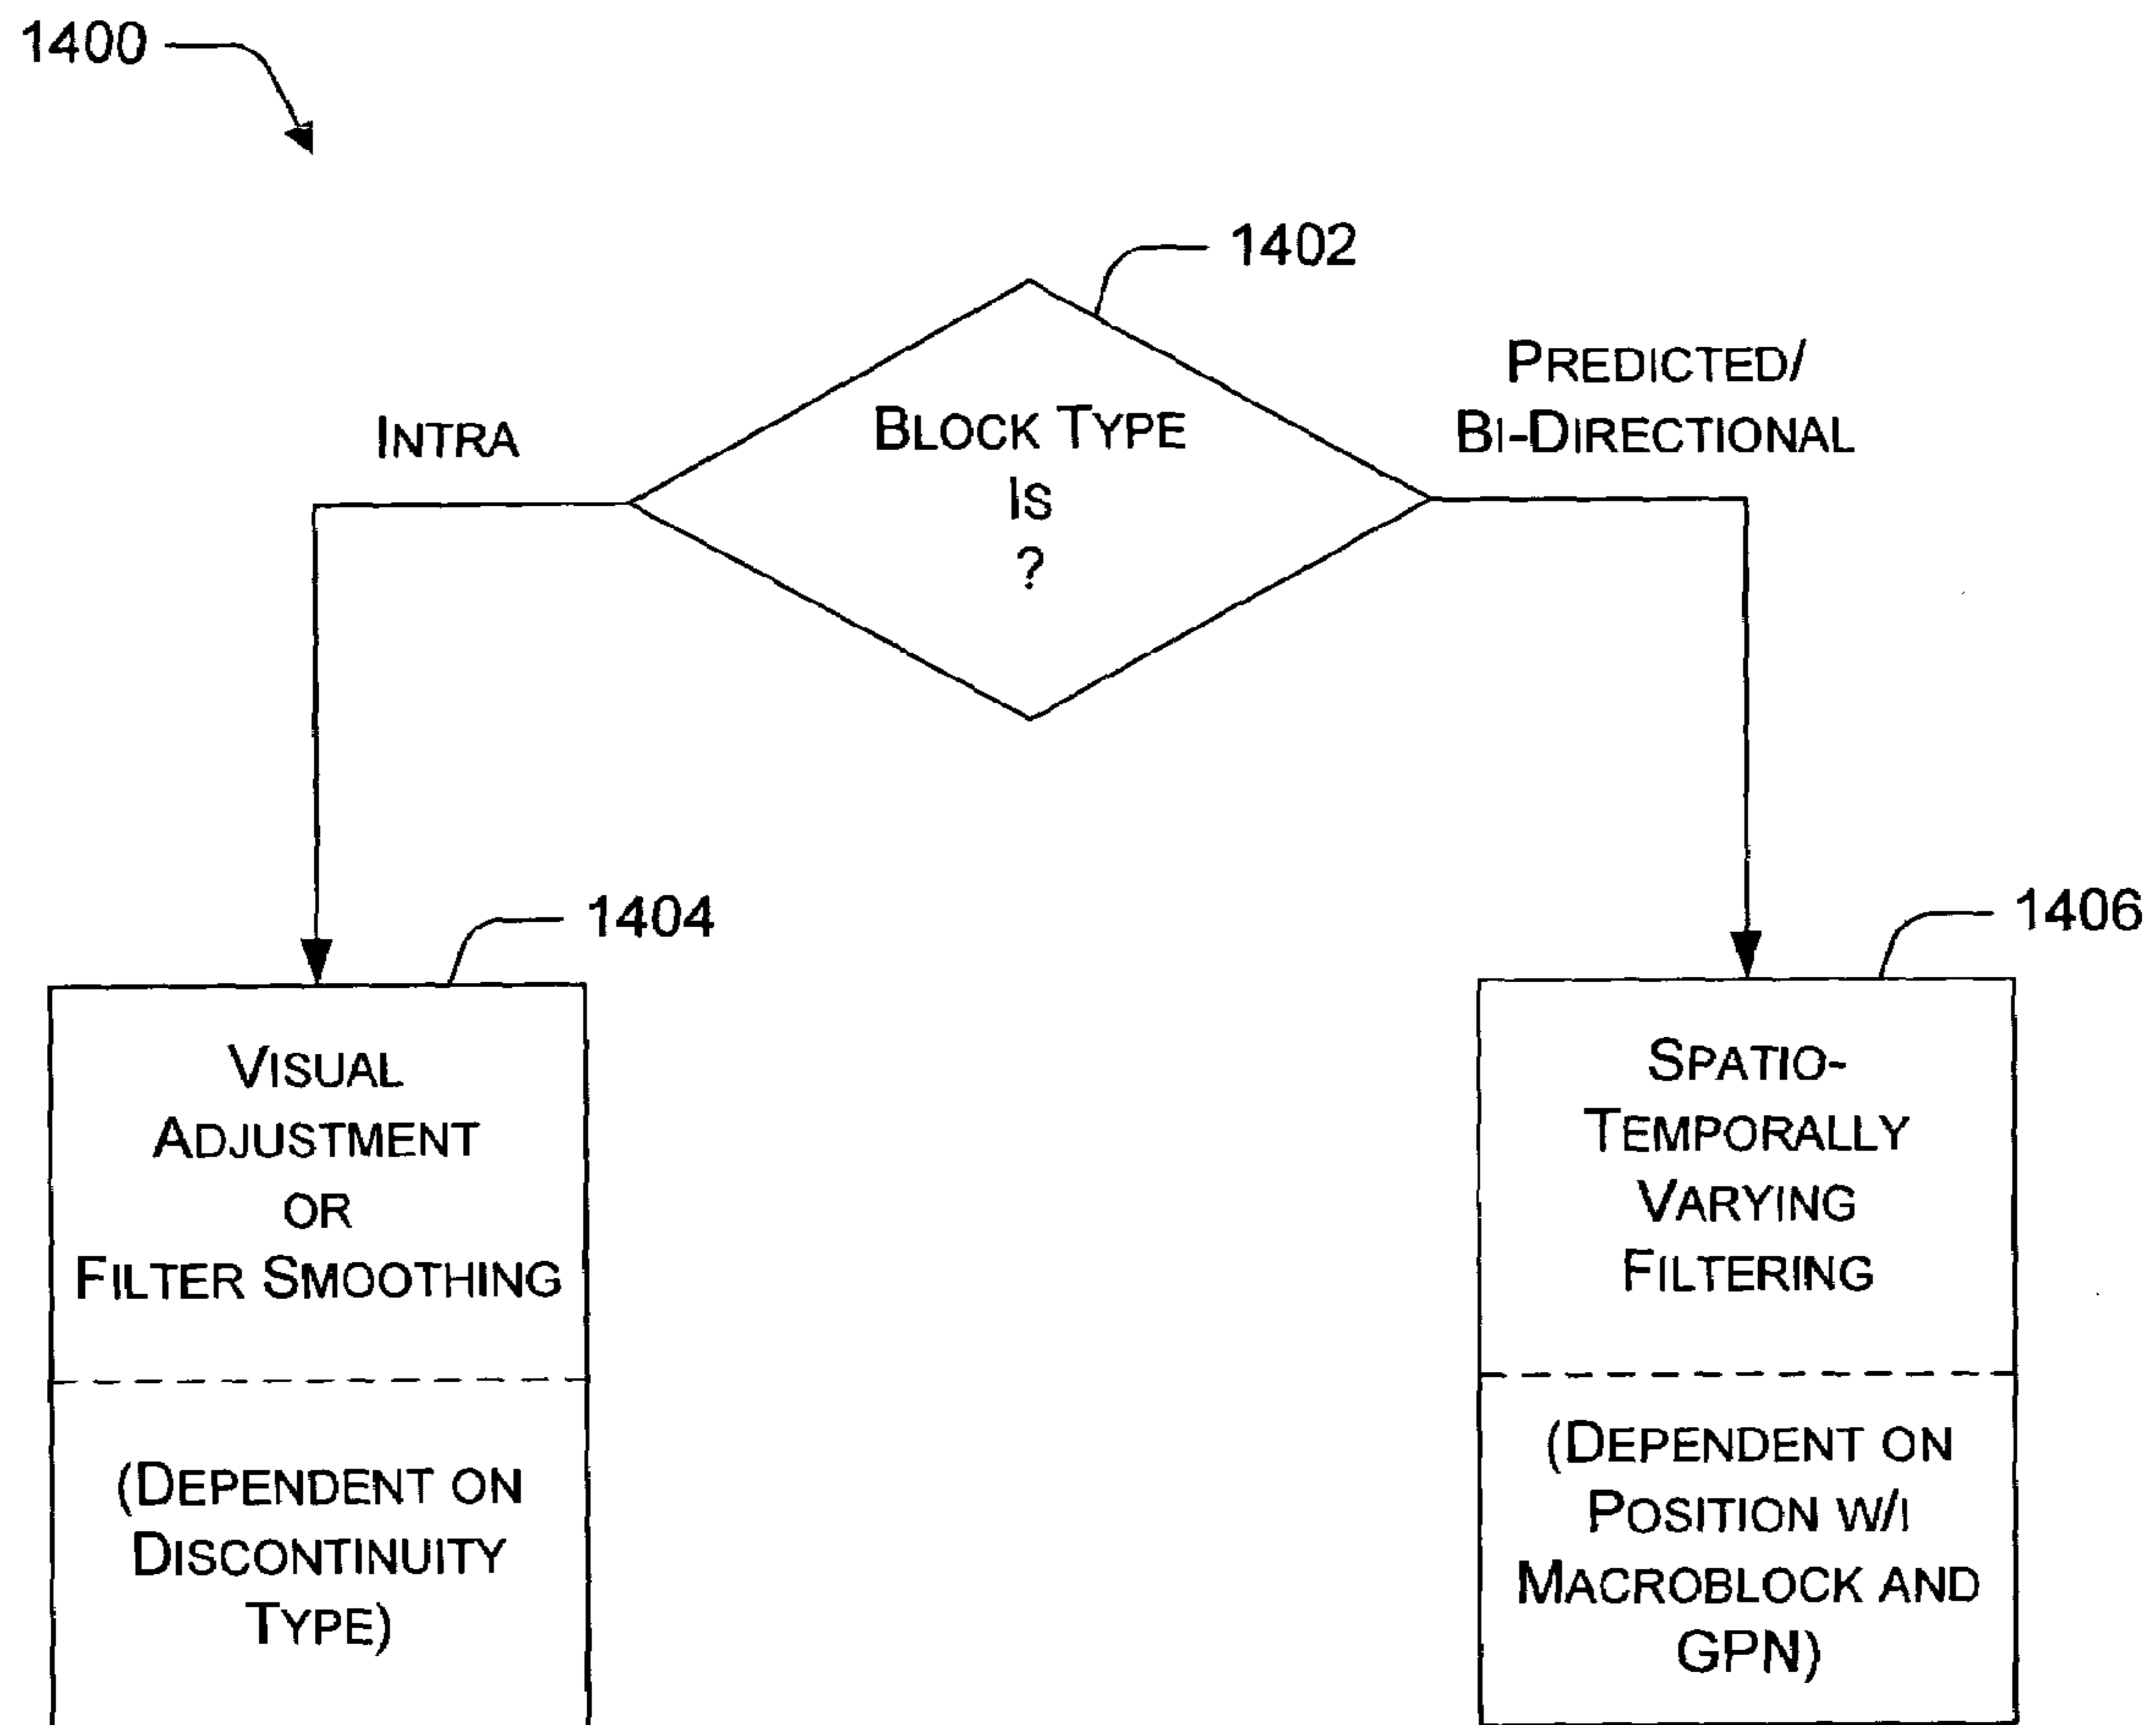 1400
1402
PREDICTED/
BI-DIRECTIONAL
INTRA
BLOCK TYPE
IS
?
1404
1406
VISUAL
ADJUSTMENT
OR
FILTER SMOOTHING
(DEPENDENT ON
DISCONTINUITY
TYPE)
SPATIO-
TEMPORALLY
VARYING
FILTERING
(DEPENDENT ON
POSITION W/I
MACROBLOCK AND
GPN)